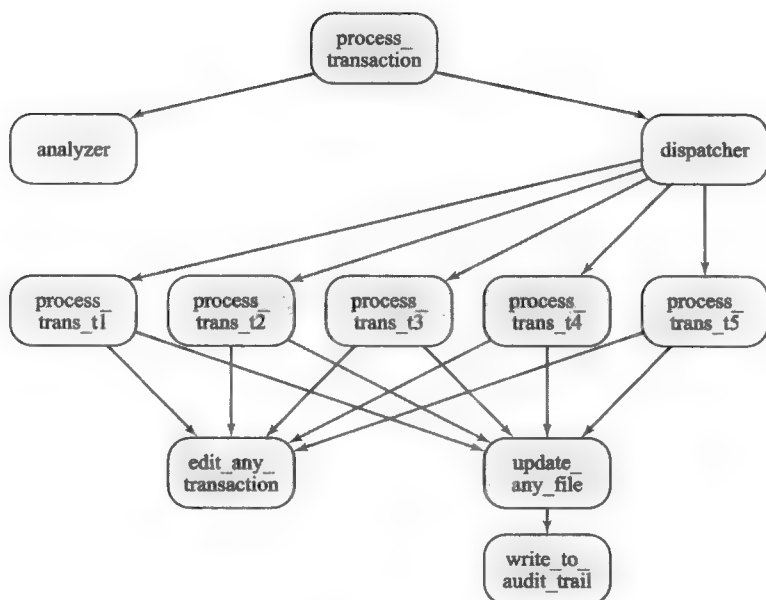 process_
transaction
analyzer
dispatcher
process_
trans_t1
process_
trans_t2
process_
trans_t3
process_
trans_t4
process_
trans_t5
edit_any_
transaction
update_
any_file
write_to_
audit_trail